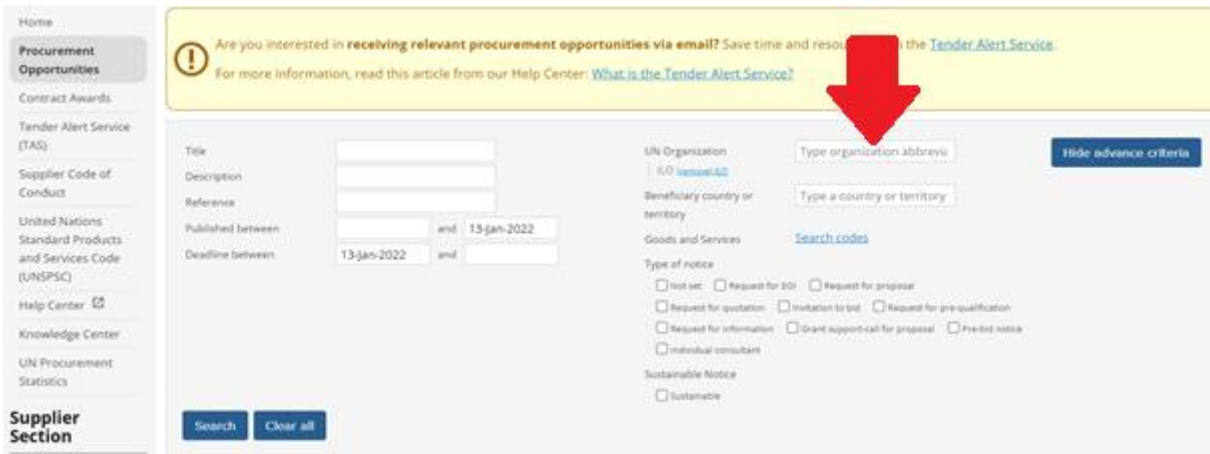 Home
Procurement
Opportunities
Contract Awards
Tender Alert Service
(TAS)
Supplier Code of
Conduct
United Nations
Standard Products
and Services Code
(UNSPSC)
Help Center
Knowledge Center
UN Procurement
Statistics
Supplier
Section
Are you interested in receiving relevant procurement opportunities via email? Save time and the Tender Alert Service.
For more information, read this article from our Help Center: What is the Tender Alert Service?
Title
Description
Reference
Published between and 13-Jan-2022
Deadline between 13-Jan-2022 and
UN Organization Type organization abbrevia
ILO (remove) ILO
Beneficiary country or Type a country or territory
territory
Goods and Services Search codes
Type of notice
Not set Request for EOI Request for proposal
Request for quotation Invitation to bid Request for pre-qualification
Request for information Grant support-call for proposal Pre-bid notice
Individual consultant
Sustainable Notice
Sustainable
Hide advance criteria
Search Clear all